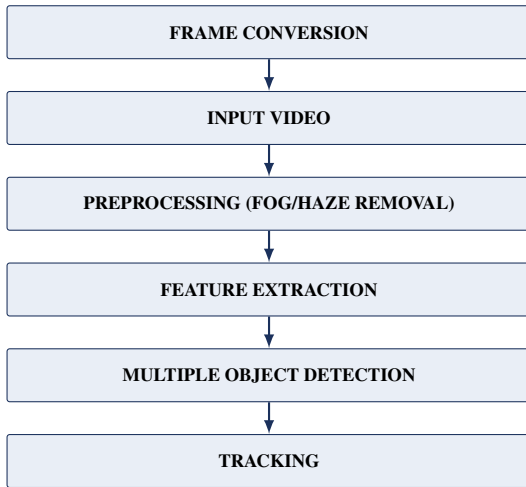 FRAME CONVERSION
INPUT VIDEO
PREPROCESSING (FOG/HAZE REMOVAL)
FEATURE EXTRACTION
MULTIPLE OBJECT DETECTION
TRACKING